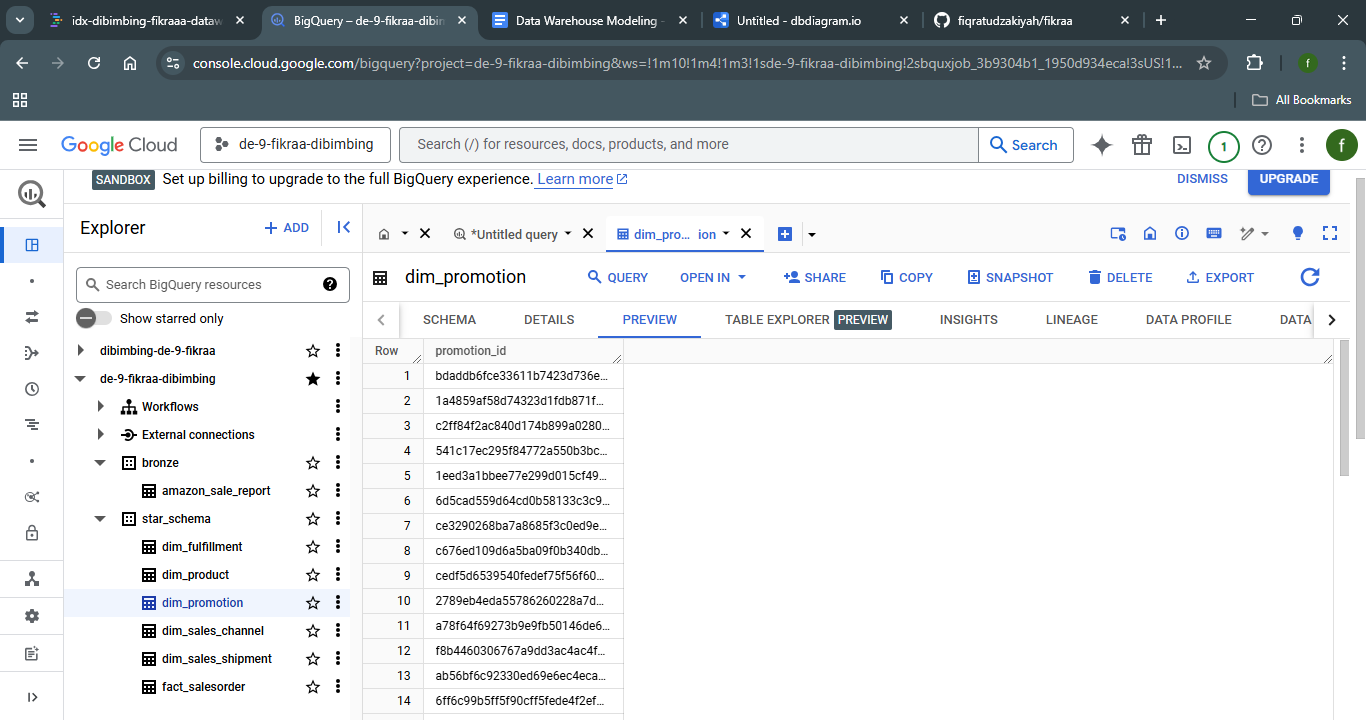 idx-dibimbing-fikraaa-dataw
BigQuery – de-9-fikraa-dibim
Data Warehouse Modeling -
Untitled - dbdiagram.io
fiqratudzakiyah/fikraa
console.cloud.google.com/bigquery?project=de-9-fikraa-dibimbing&ws=!1m10!1m4!1m3!1sde-9-fikraa-dibimbing!2sbquxjob_3b9304b1_1950d934eca!3sUS!1...
f
All Bookmarks
Google Cloud
de-9-fikraa-dibimbing
Search (/) for resources, docs, products, and more
Search
1
f
SANDBOX Set up billing to upgrade to the full BigQuery experience. Learn more
DISMISS
UPGRADE
Explorer
+ ADD
*Untitled query
dim_pro... ion
Search BigQuery resources
Show starred only
dibimbing-de-9-fikraa
de-9-fikraa-dibimbing
Workflows
External connections
bronze
amazon_sale_report
star_schema
dim_fulfillment
dim_product
dim_promotion
dim_sales_channel
dim_sales_shipment
fact_salesorder
dim_promotion
QUERY
OPEN IN
SHARE
COPY
SNAPSHOT
DELETE
EXPORT
SCHEMA
DETAILS
PREVIEW
TABLE EXPLORER PREVIEW
INSIGHTS
LINEAGE
DATA PROFILE
DATA
Row promotion_id
1 bdaddb6fce33611b7423d736e...
2 1a4859af58d74323d1fdb871f...
3 c2ff84f2ac840d174b899a0280...
4 541c17ec295f84772a550b3bc...
5 1eed3a1bbee77e299d015cf49...
6 6d5cad559d64cd0b58133c3c9...
7 ce3290268ba7a8685f3c0ed9e...
8 c676ed109d6a5ba09f0b340db...
9 cedf5d6539540fedef75f56f60...
10 2789eb4eda55786260228a7d...
11 a78f64f69273b9e9fb50146de6...
12 f8b4460306767a9dd3ac4ac4f...
13 ab56bf6c92330ed69e6ec4eca...
14 6ff6c99b5ff5f90cff5fede4f2ef...